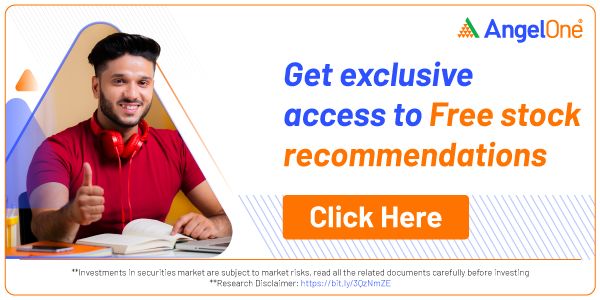 AngelOne
Get exclusive
access to Free stock
recommendations
Click Here
**Investments in securities market are subject to market risks, read all the related documents carefully before investing
**Research Disclaimer: https://bit.ly/3QzNmZE